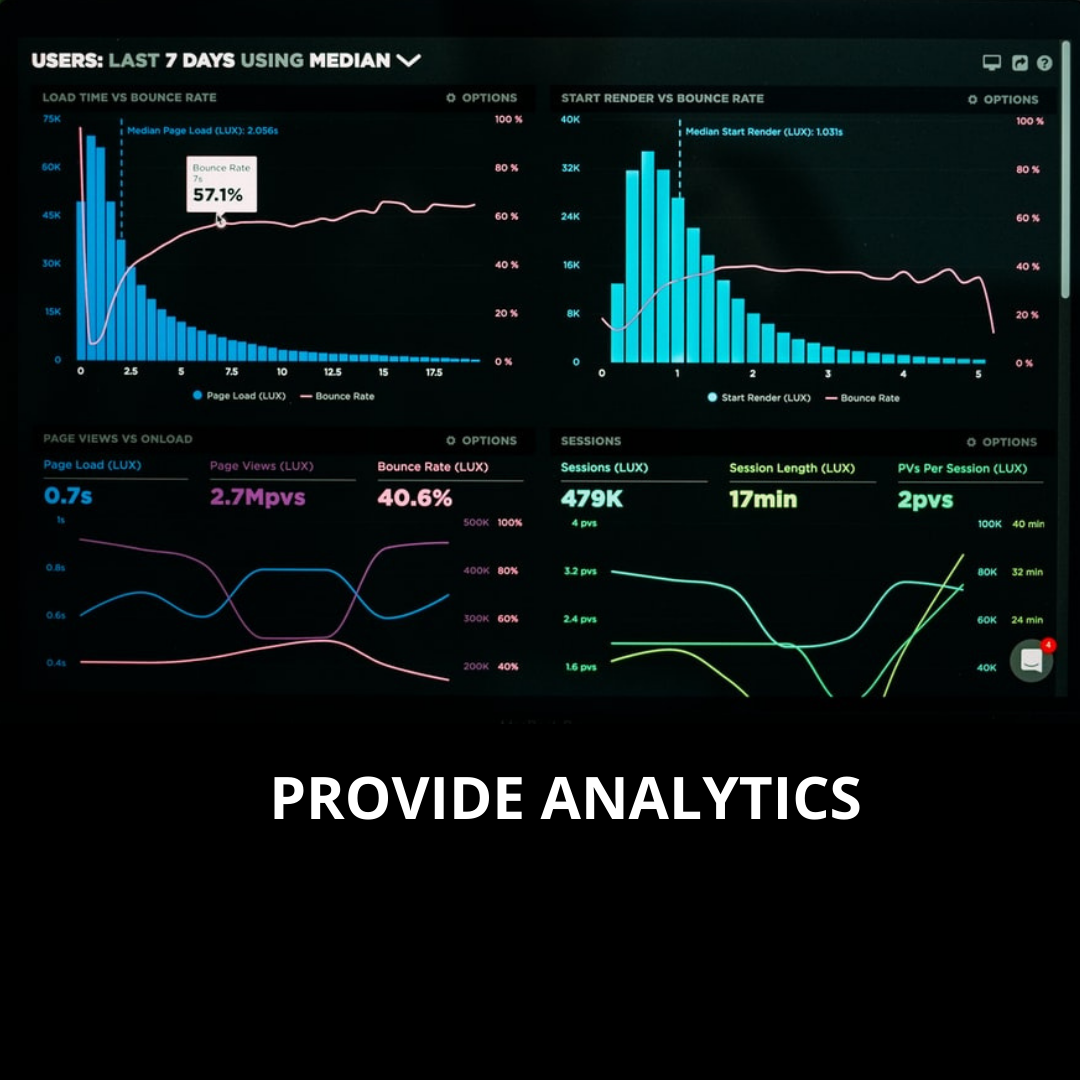 USERS: LAST 7 DAYS USING MEDIAN
LOAD TIME VS BOUNCE RATE
OPTIONS
75K
60K
45K
30K
15K
0
Median Page Load (LUX): 2.056s
Bounce Rate
7s
57.1%
100 %
80 %
60 %
40 %
20 %
0 %
0 2.5 5 7.5 10 12.5 15 17.5
Page Load (LUX) Bounce Rate
START RENDER VS BOUNCE RATE
OPTIONS
40K
32K
24K
16K
8K
0
Median Start Render (LUX): 1.031s
100 %
80 %
60 %
40 %
20 %
0 %
0 1 2 3 4 5
Start Render (LUX) Bounce Rate
PAGE VIEWS VS ONLOAD
OPTIONS
Page Load (LUX) Page Views (LUX) Bounce Rate (LUX)
0.7s 2.7Mpvs 40.6%
1s
0.8s
0.6s
0.4s
500K 100%
400K 80%
300K 60%
200K 40%
SESSIONS
OPTIONS
Sessions (LUX) Session Length (LUX) PVs Per Session (LUX)
479K 17min 2pvs
4 pvs
3.2 pvs
2.4 pvs
1.6 pvs
100K 40 min
80K 32 min
60K 24 min
40K
4
PROVIDE ANALYTICS